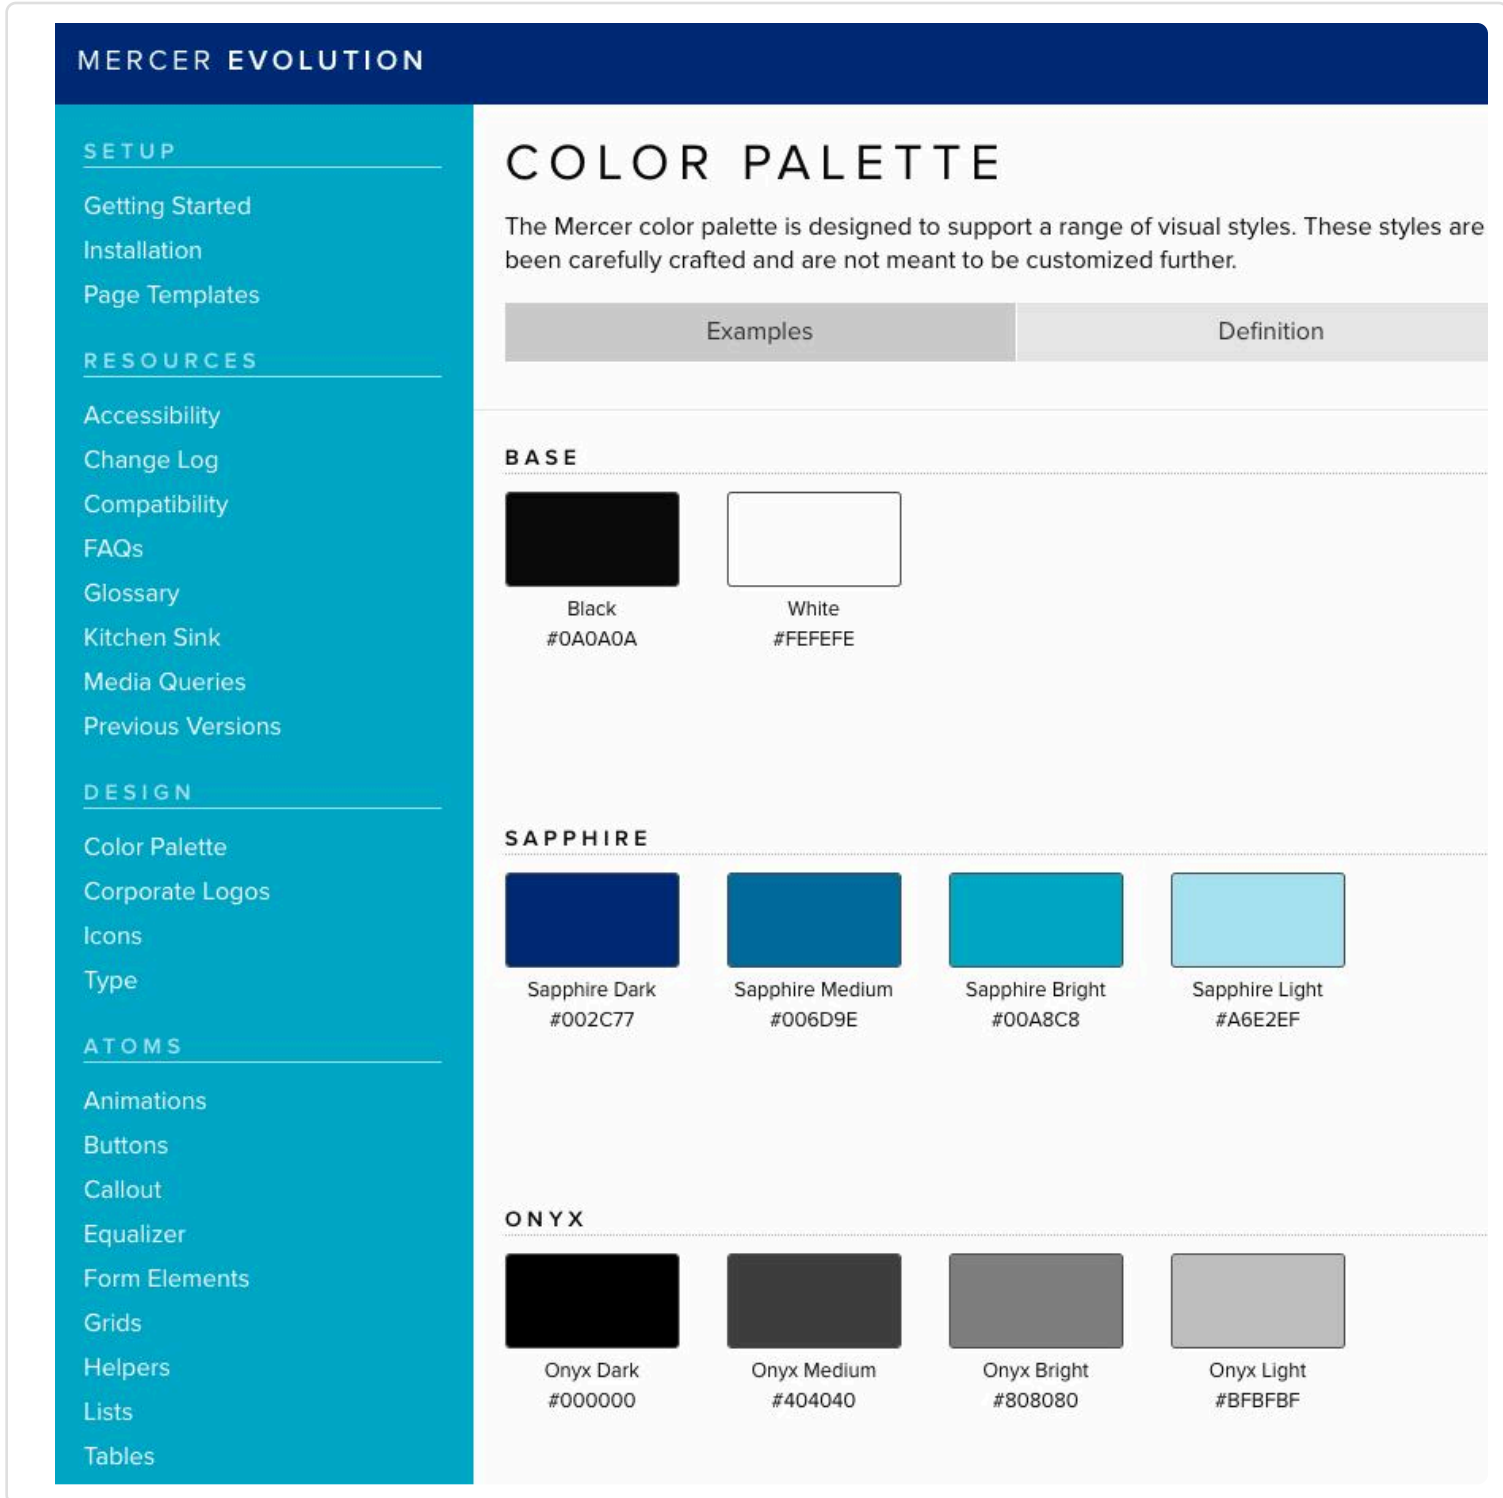 MERCER EVOLUTION
SETUP
Getting Started
Installation
Page Templates
RESOURCES
Accessibility
Change Log
Compatibility
FAQs
Glossary
Kitchen Sink
Media Queries
Previous Versions
DESIGN
Color Palette
Corporate Logos
Icons
Type
ATOMS
Animations
Buttons
Callout
Equalizer
Form Elements
Grids
Helpers
Lists
Tables
COLOR PALETTE
The Mercer color palette is designed to support a range of visual styles. These styles are
been carefully crafted and are not meant to be customized further.
Examples Definition
BASE
Black White
#0A0A0A #FEFEFE
SAPPHIRE
Sapphire Dark Sapphire Medium Sapphire Bright Sapphire Light
#002C77 #006D9E #00A8C8 #A6E2EF
ONYX
Onyx Dark Onyx Medium Onyx Bright Onyx Light
#000000 #404040 #808080 #BFBFBF